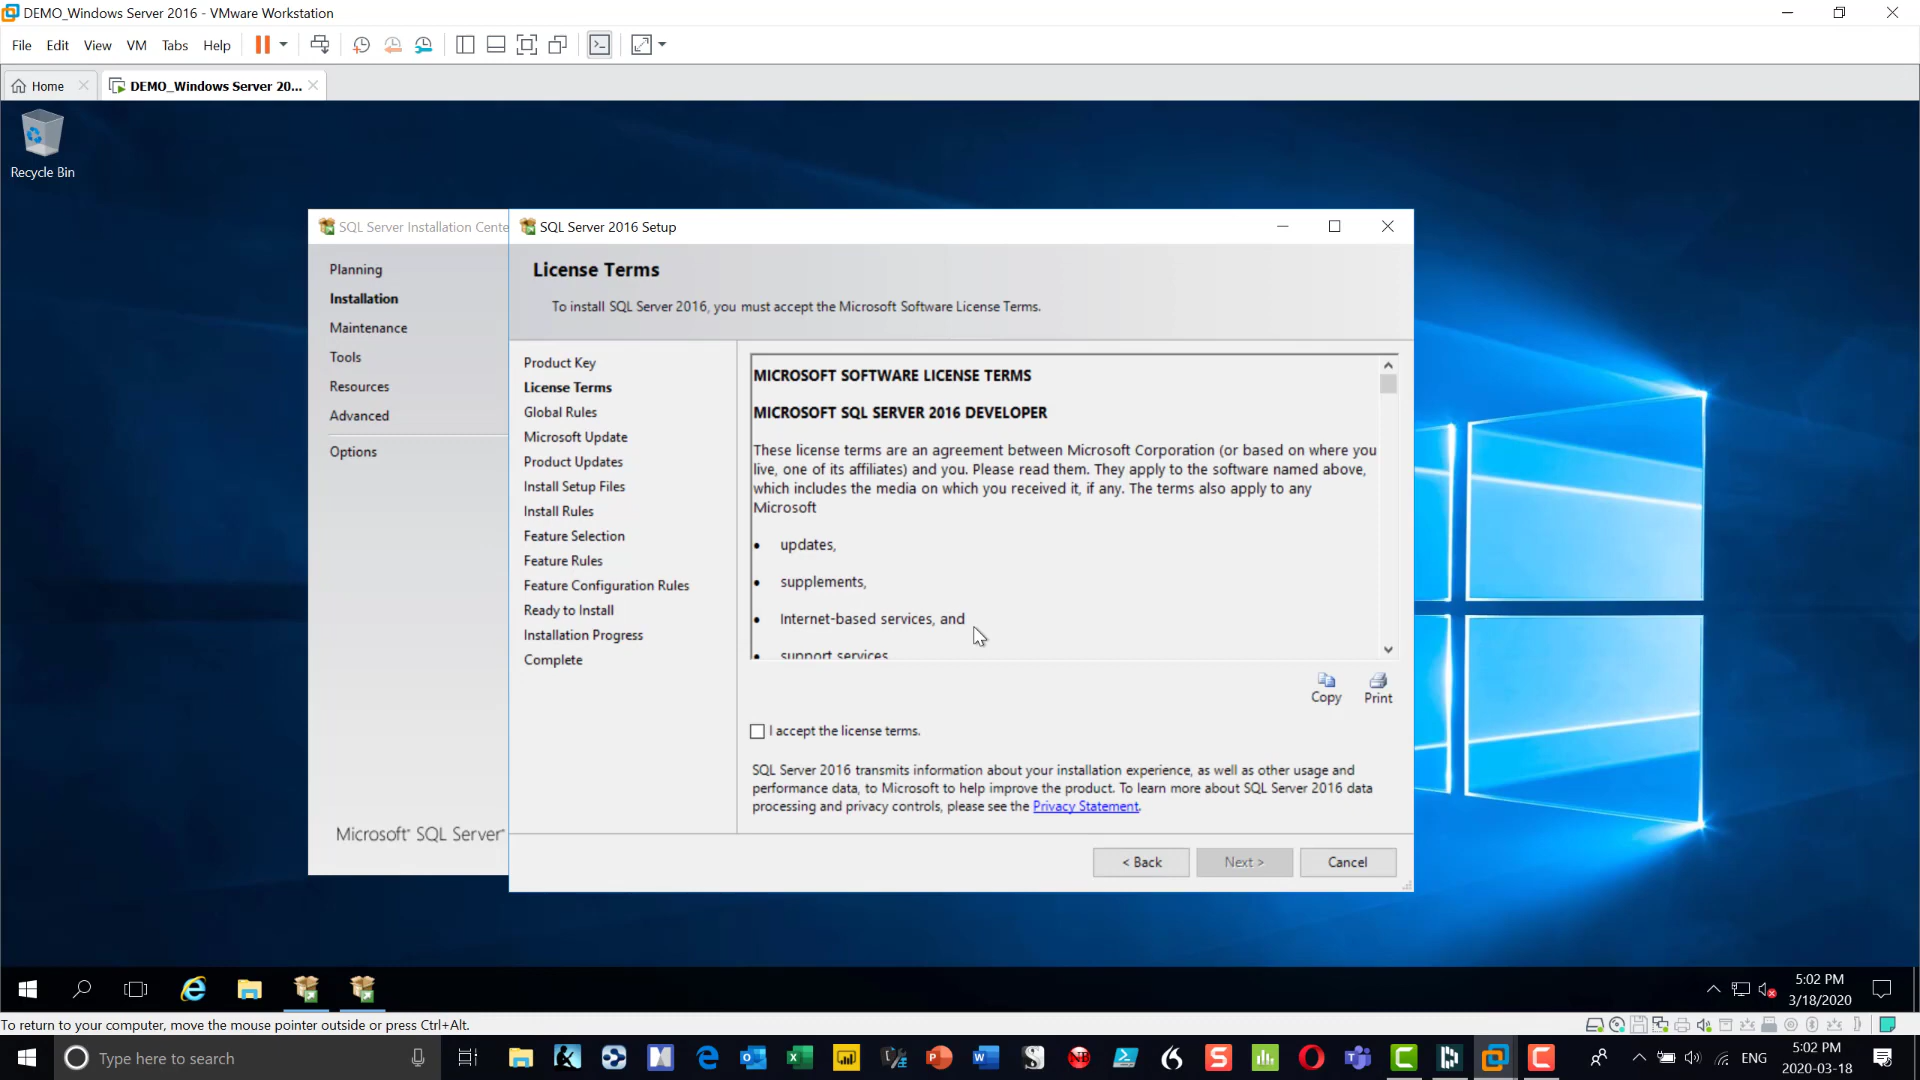 DEMO_Windows Server 2016 - VMware Workstation
File Edit View VM Tabs Help
Home
DEMO_Windows Server 20...
Recycle Bin
SQL Server Installation Cente
SQL Server 2016 Setup
Planning
Installation
Maintenance
Tools
Resources
Advanced
Options
Microsoft SQL Server
License Terms
To install SQL Server 2016, you must accept the Microsoft Software License Terms.
Product Key
License Terms
Global Rules
Microsoft Update
Product Updates
Install Setup Files
Install Rules
Feature Selection
Feature Rules
Feature Configuration Rules
Ready to Install
Installation Progress
Complete
MICROSOFT SOFTWARE LICENSE TERMS
MICROSOFT SQL SERVER 2016 DEVELOPER
These license terms are an agreement between Microsoft Corporation (or based on where you
live, one of its affiliates) and you. Please read them. They apply to the software named above,
which includes the media on which you received it, if any. The terms also apply to any
Microsoft
• updates,
• supplements,
• Internet-based services, and
• support services
Copy
Print
I accept the license terms.
SQL Server 2016 transmits information about your installation experience, as well as other usage and
performance data, to Microsoft to help improve the product. To learn more about SQL Server 2016 data
processing and privacy controls, please see the Privacy Statement.
< Back
Next >
Cancel
5:02 PM
3/18/2020
To return to your computer, move the mouse pointer outside or press Ctrl+Alt.
Type here to search
ENG
5:02 PM
2020-03-18